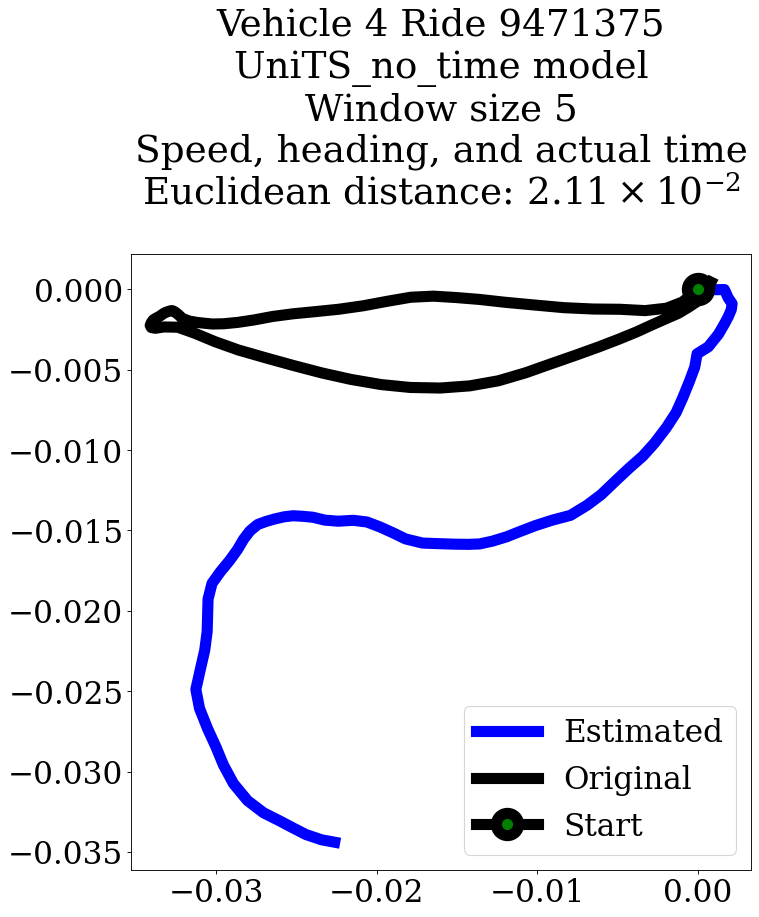 Vehicle 4 Ride 9471375
UniTS_no_time model
Window size 5
Speed, heading, and actual time
Euclidean distance: 2.11 × 10⁻²
0.000
−0.005
−0.010
−0.015
−0.020
−0.025
−0.030
−0.035
Estimated
Original
Start
−0.03 −0.02 −0.01 0.00